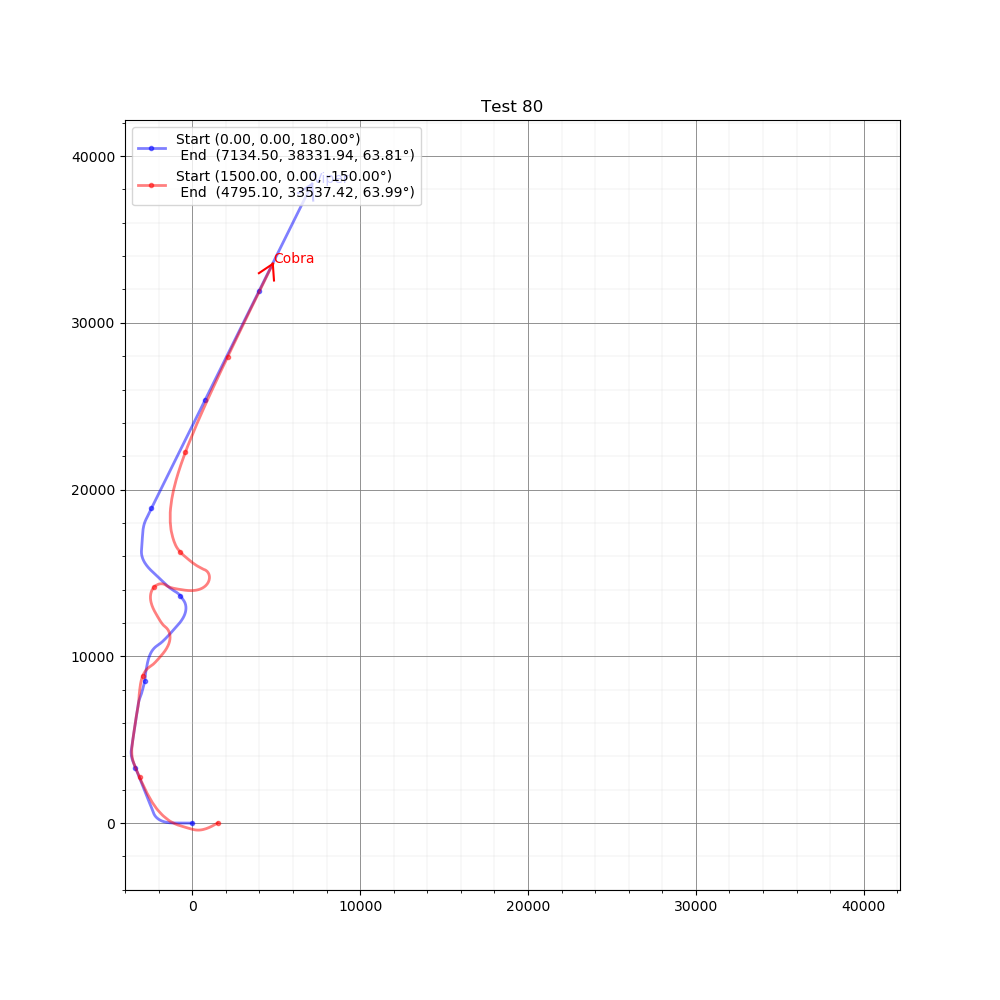 Test 80
Start (0.00, 0.00, 180.00°)
End (7134.50, 38331.94, 63.81°)
Start (1500.00, 0.00, -150.00°)
End (4795.10, 33537.42, 63.99°)
Cobra
40000
30000
20000
10000
0
0
10000
20000
30000
40000